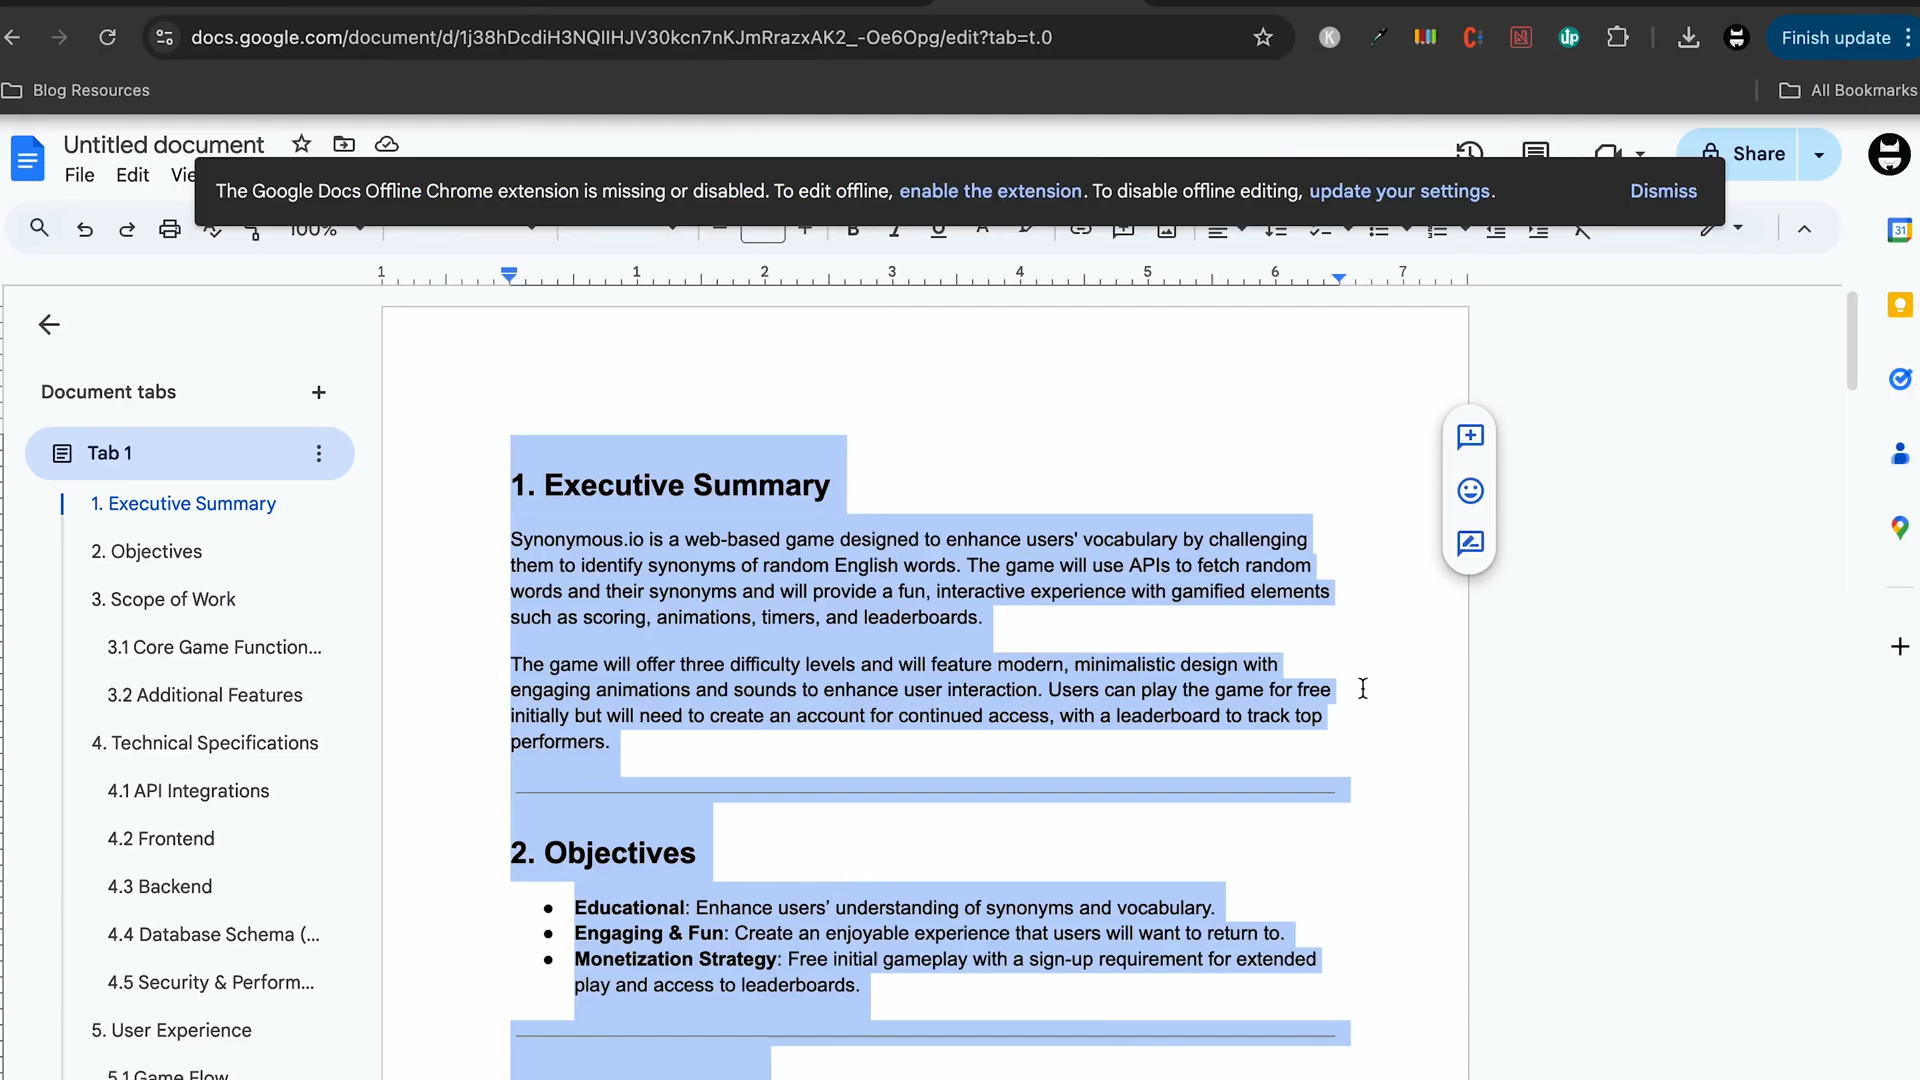 docs.google.com/document/d/1j38hDcdiH3NQIIHJV30kcn7nKJmRrazxAK2_-Oe6Opg/edit?tab=t.0
Finish update
Blog Resources
All Bookmarks
Untitled document
File Edit
Share
The Google Docs Offline Chrome extension is missing or disabled. To edit offline, enable the extension. To disable offline editing, update your settings.
Dismiss
100%
1 1 2 3 4 5 6 7
Document tabs
Tab 1
1. Executive Summary
2. Objectives
3. Scope of Work
3.1 Core Game Function...
3.2 Additional Features
4. Technical Specifications
4.1 API Integrations
4.2 Frontend
4.3 Backend
4.4 Database Schema (...
4.5 Security & Perform...
5. User Experience
5.1 Game Flow
1. Executive Summary
Synonymous.io is a web-based game designed to enhance users' vocabulary by challenging
them to identify synonyms of random English words. The game will use APIs to fetch random
words and their synonyms and will provide a fun, interactive experience with gamified elements
such as scoring, animations, timers, and leaderboards.
The game will offer three difficulty levels and will feature modern, minimalistic design with
engaging animations and sounds to enhance user interaction. Users can play the game for free
initially but will need to create an account for continued access, with a leaderboard to track top
performers.
2. Objectives
● Educational: Enhance users’ understanding of synonyms and vocabulary.
● Engaging & Fun: Create an enjoyable experience that users will want to return to.
● Monetization Strategy: Free initial gameplay with a sign-up requirement for extended
play and access to leaderboards.